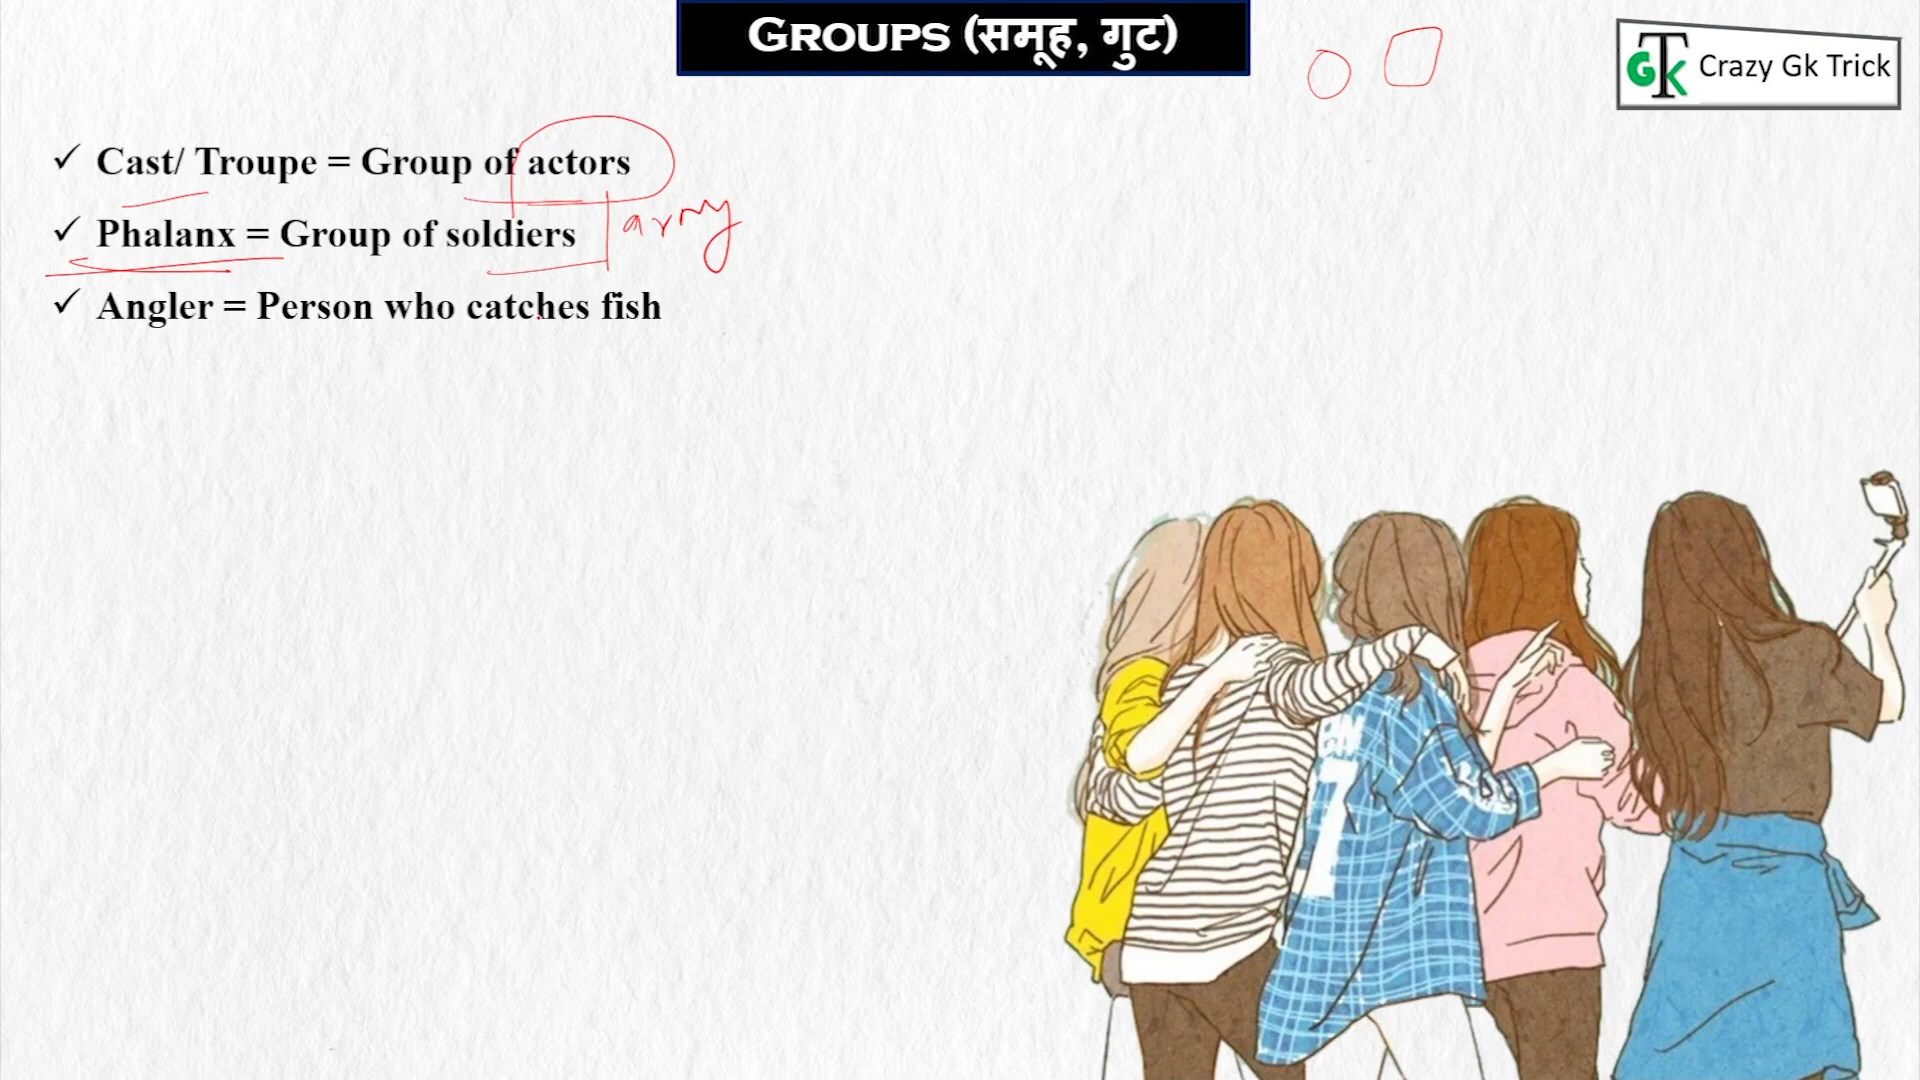 GROUPS (समूह, गुट)
GTK Crazy Gk Trick
✓ Cast/ Troupe = Group of actors
✓ Phalanx = Group of soldiers army
✓ Angler = Person who catches fish